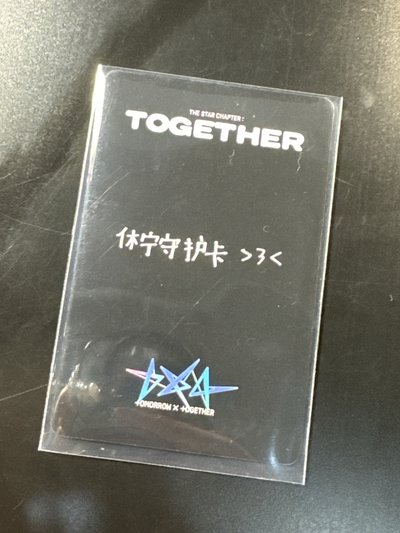 THE STAR CHAPTER :
TOGETHER
休宁守护卡 >3<
TOMORROW X TOGETHER